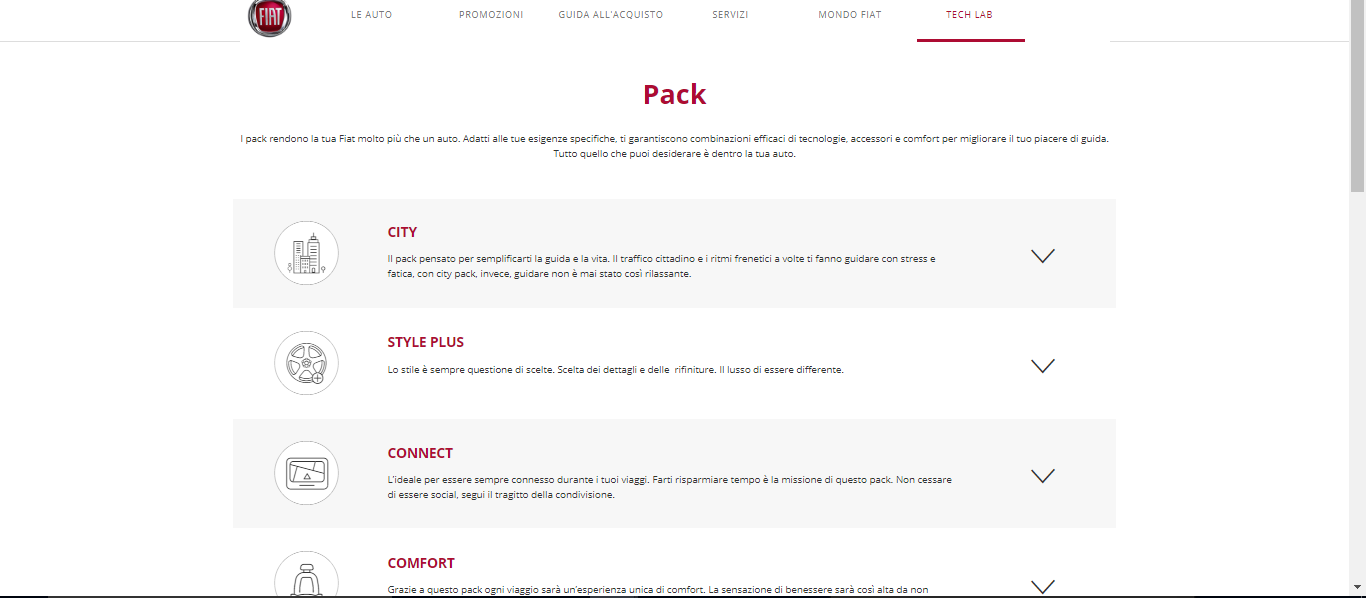 FIAT
LE AUTO
PROMOZIONI
GUIDA ALL'ACQUISTO
SERVIZI
MONDO FIAT
TECH LAB
Pack
I pack rendono la tua Fiat molto più che un auto. Adatti alle tue esigenze specifiche, ti garantiscono combinazioni efficaci di tecnologie, accessori e comfort per migliorare il tuo piacere di guida.
Tutto quello che puoi desiderare è dentro la tua auto.
CITY
Il pack pensato per semplificarti la guida e la vita. Il traffico cittadino e i ritmi frenetici a volte ti fanno guidare con stress e
fatica, con city pack, invece, guidare non è mai stato così rilassante.
STYLE PLUS
Lo stile è sempre questione di scelte. Scelta dei dettagli e delle rifiniture. Il lusso di essere differente.
CONNECT
L'ideale per essere sempre connesso durante i tuoi viaggi. Farti risparmiare tempo è la missione di questo pack. Non cessare
di essere social, segui il tragitto della condivisione.
COMFORT
Grazie a questo pack ogni viaggio sarà un'esperienza unica di comfort. La sensazione di benessere sarà così alta da non